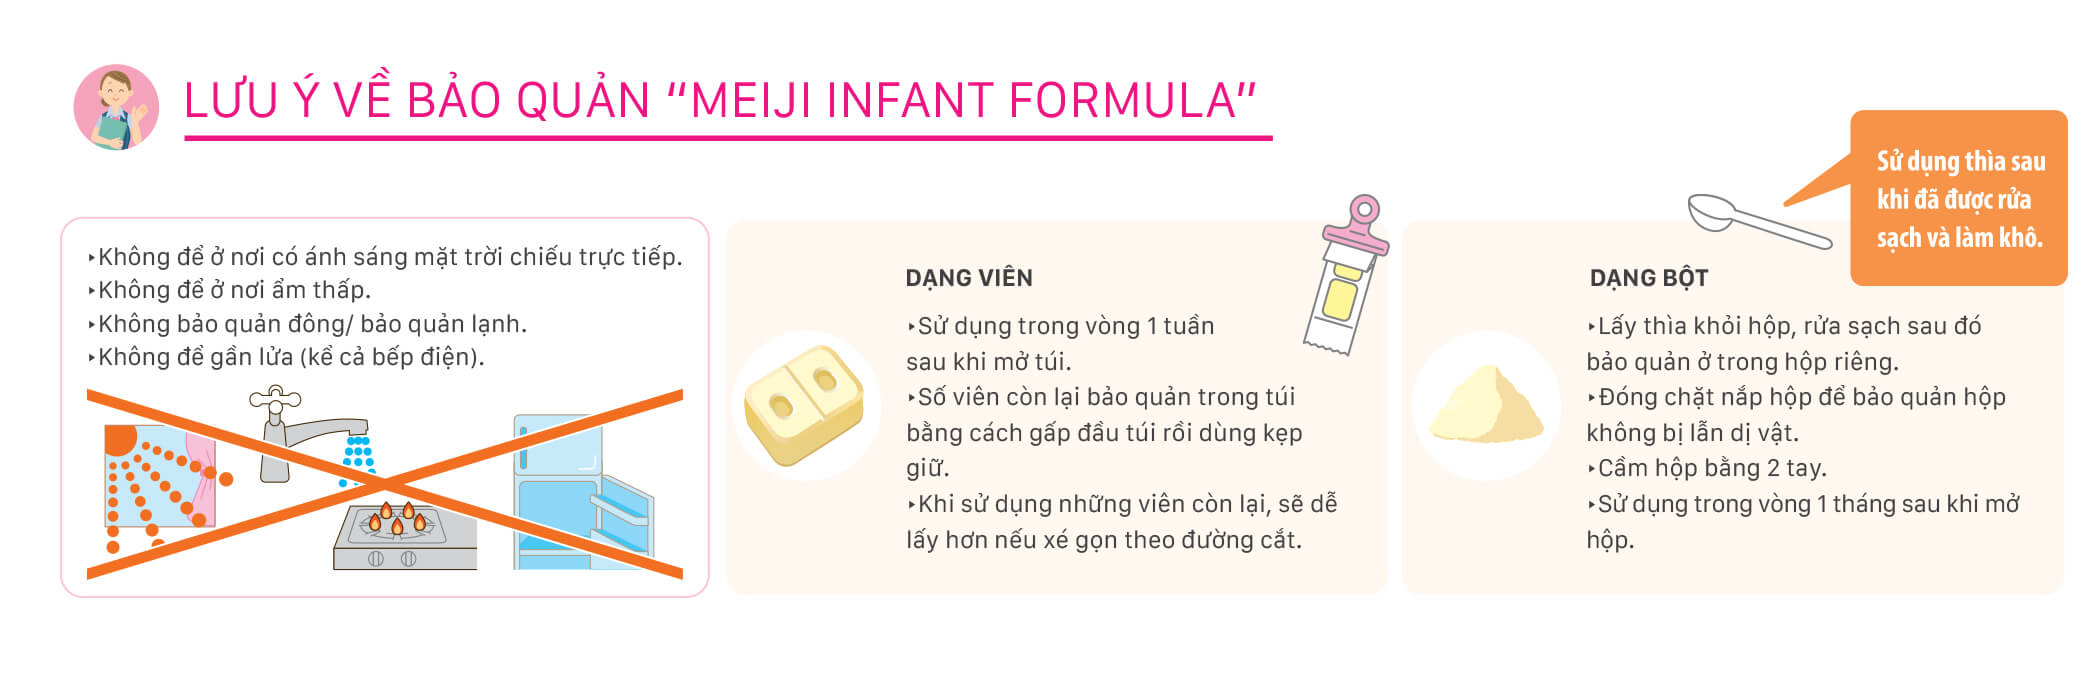 LƯU Ý VỀ BẢO QUẢN “MEIJI INFANT FORMULA”
‣Không để ở nơi có ánh sáng mặt trời chiếu trực tiếp.
‣Không để ở nơi ẩm thấp.
‣Không bảo quản đông/ bảo quản lạnh.
‣Không để gần lửa (kể cả bếp điện).
DẠNG VIÊN
‣Sử dụng trong vòng 1 tuần
sau khi mở túi.
‣Số viên còn lại bảo quản trong túi
bằng cách gấp đầu túi rồi dùng kẹp
giữ.
‣Khi sử dụng những viên còn lại, sẽ dễ
lấy hơn nếu xé gọn theo đường cắt.
Sử dụng thìa sau
khi đã được rửa
sạch và làm khô.
DẠNG BỘT
‣Lấy thìa khỏi hộp, rửa sạch sau đó
bảo quản ở trong hộp riêng.
‣Đóng chặt nắp hộp để bảo quản hộp
không bị lẫn dị vật.
‣Cầm hộp bằng 2 tay.
‣Sử dụng trong vòng 1 tháng sau khi mở
hộp.